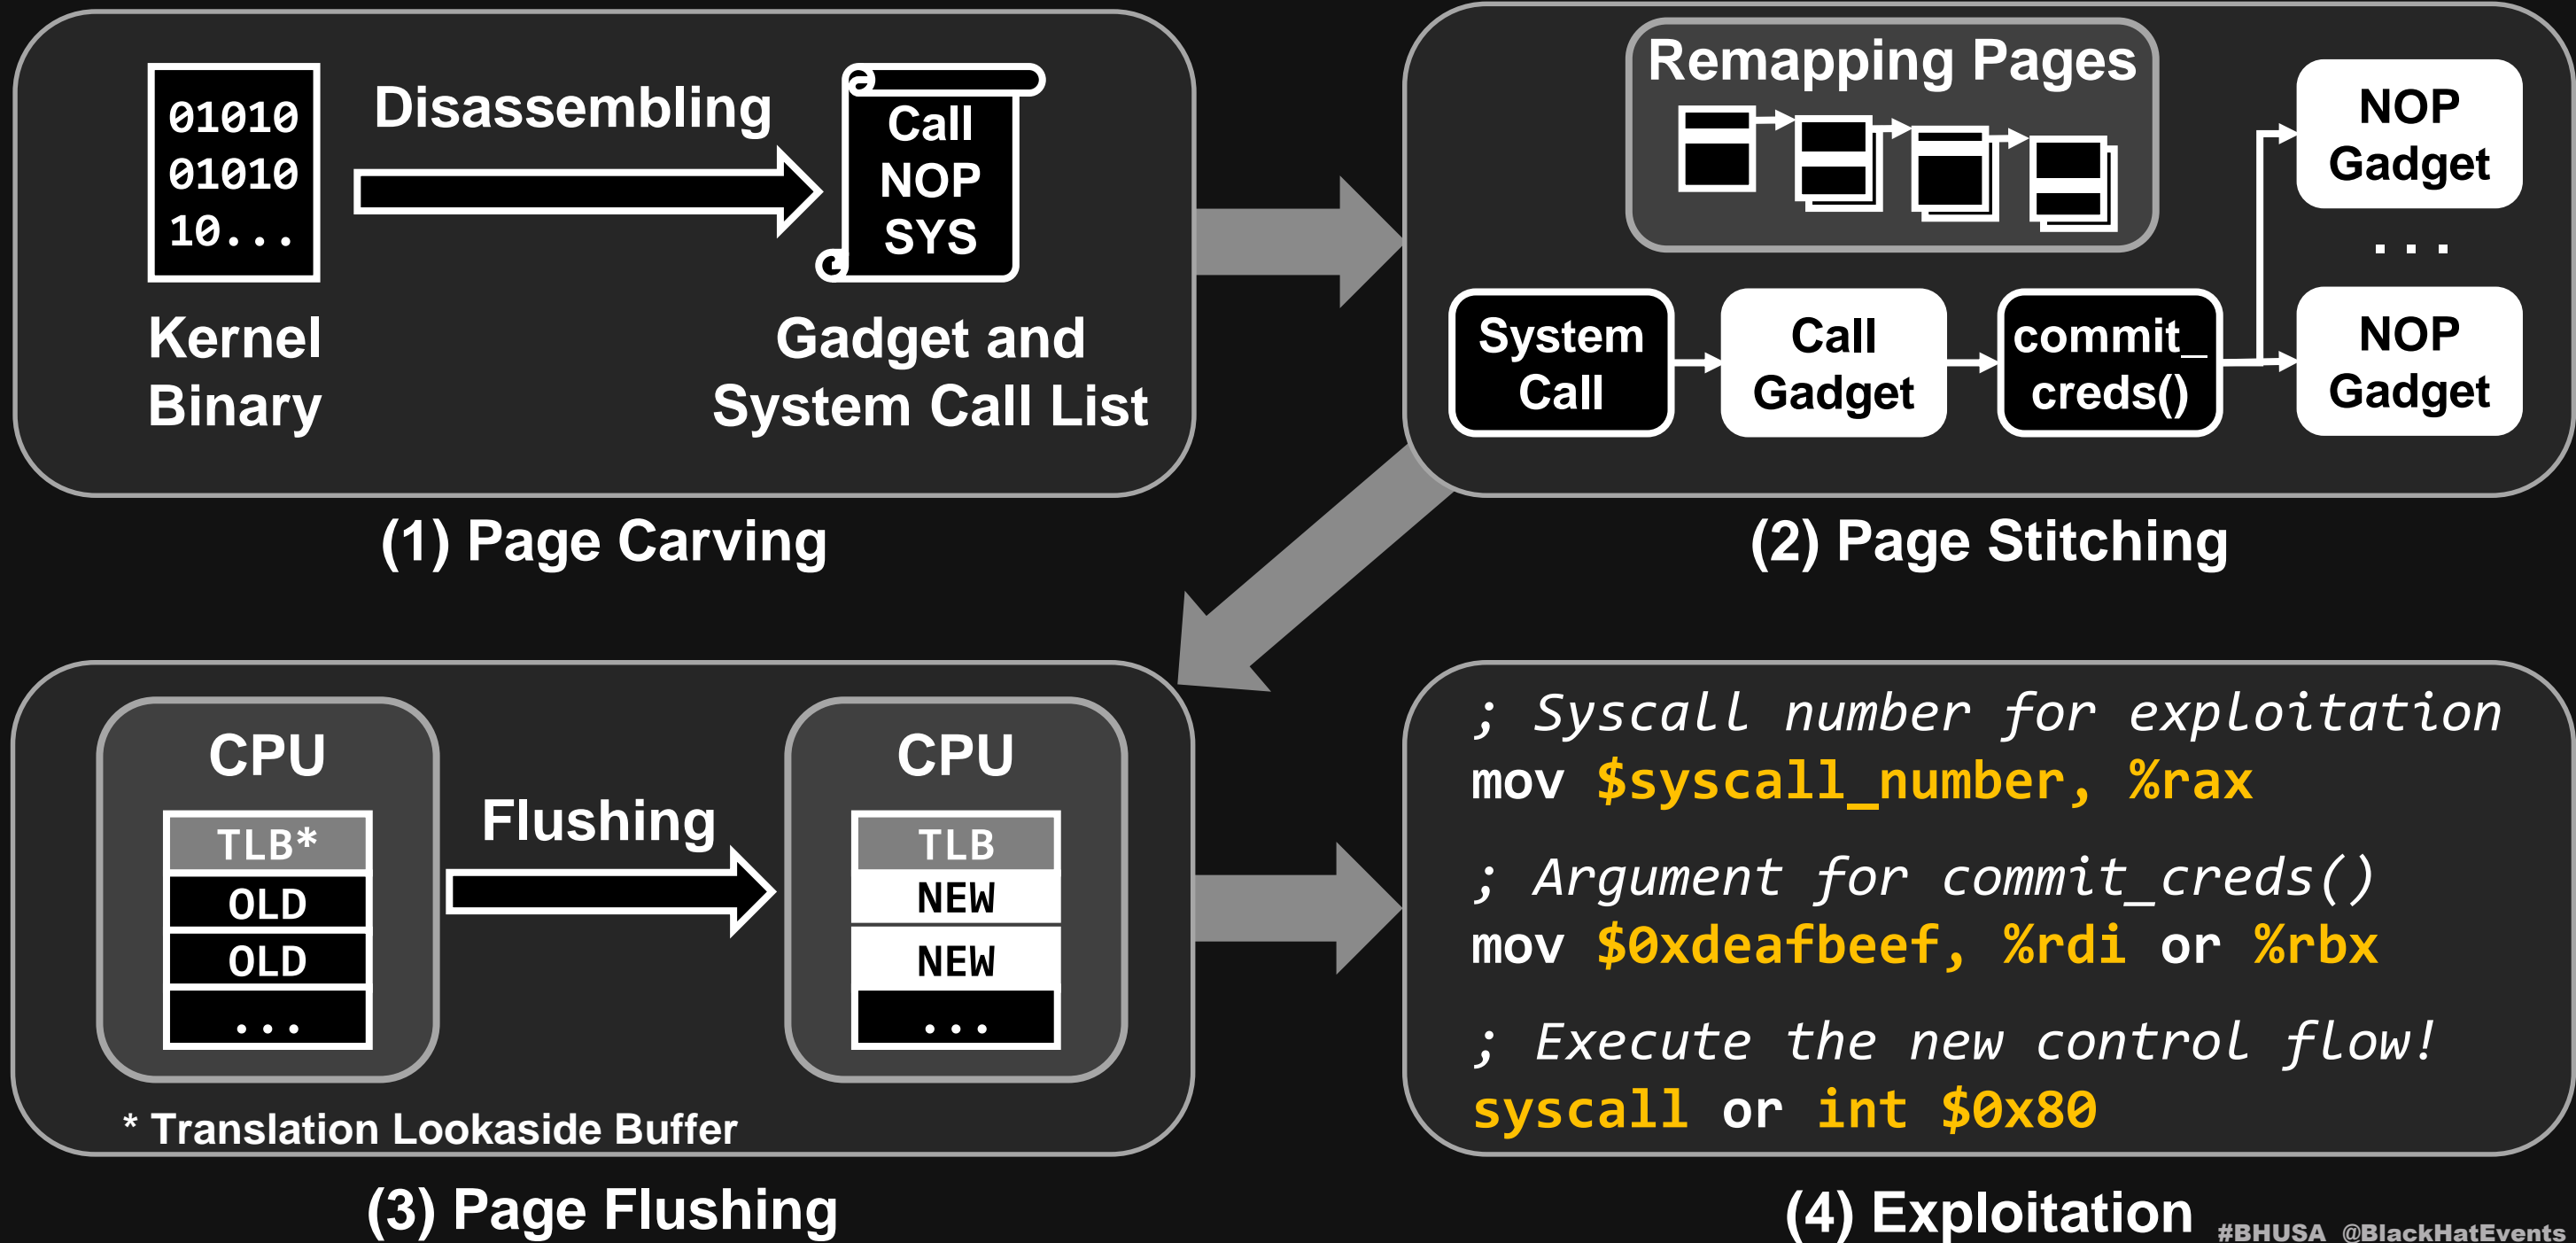 01010
01010
10...
Disassembling
Call
NOP
SYS
Kernel
Binary
Gadget and
System Call List
(1) Page Carving
Remapping Pages
System
Call
Call
Gadget
commit_
creds()
NOP
Gadget
...
NOP
Gadget
(2) Page Stitching
CPU
TLB*
OLD
OLD
...
Flushing
CPU
TLB
NEW
NEW
...
* Translation Lookaside Buffer
(3) Page Flushing
; Syscall number for exploitation
mov $syscall_number, %rax
; Argument for commit_creds()
mov $0xdeafbeef, %rdi or %rbx
; Execute the new control flow!
syscall or int $0x80
(4) Exploitation
#BHUSA @BlackHatEvents